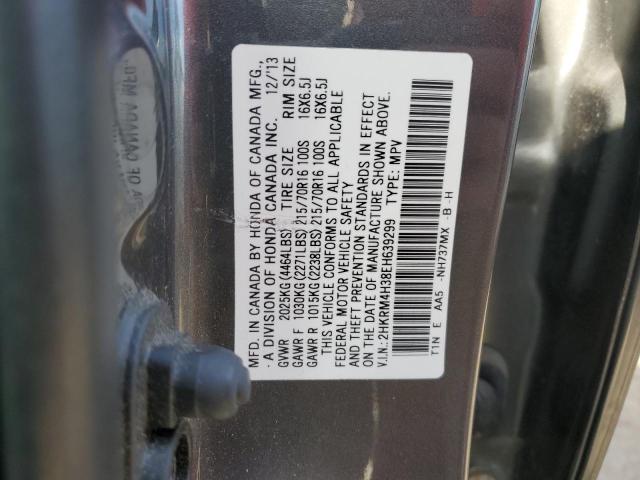 MFD. IN CANADA BY HONDA OF CANADA MFG.,
- A DIVISION OF HONDA CANADA INC. 12/'13
GVWR 2025KG(4464LBS) TIRE SIZE RIM SIZE
GAWR F 1030KG(2271LBS) 215/70R16 100S 16X6.5J
GAWR R 1015KG(2238LBS) 215/70R16 100S 16X6.5J
THIS VEHICLE CONFORMS TO ALL APPLICABLE
FEDERAL MOTOR VEHICLE SAFETY
AND THEFT PREVENTION STANDARDS IN EFFECT
ON THE DATE OF MANUFACTURE SHOWN ABOVE.
V.I.N.:2HKRM4H38EH639299 TYPE: MPV
T1N E AA5 -NH737MX -B -H